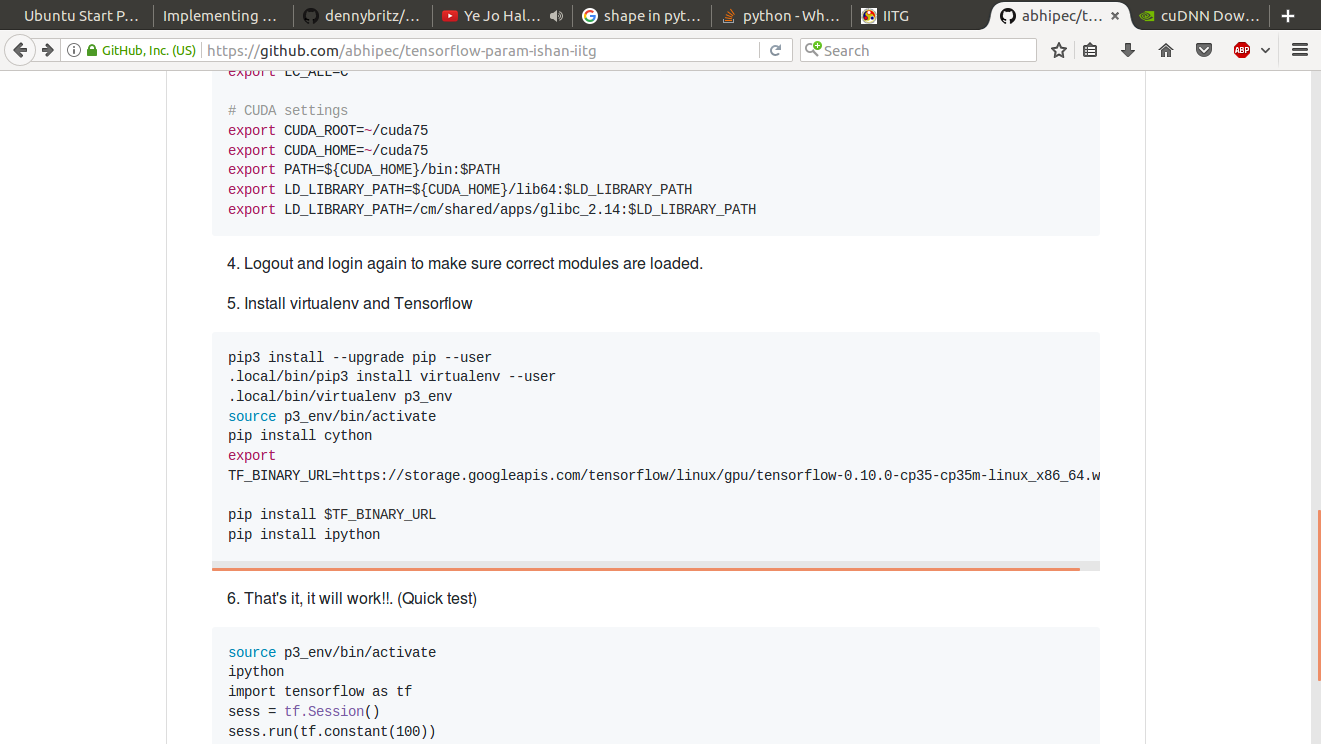 Ubuntu Start P... Implementing ... dennybritz/... Ye Jo Hal... shape in pyt... python - Wh... IITG abhipec/t... cuDNN Dow...
GitHub, Inc. (US) https://github.com/abhipec/tensorflow-param-ishan-iitg Search ABP
export LC_ALL=C
# CUDA settings
export CUDA_ROOT=~/cuda75
export CUDA_HOME=~/cuda75
export PATH=${CUDA_HOME}/bin:$PATH
export LD_LIBRARY_PATH=${CUDA_HOME}/lib64:$LD_LIBRARY_PATH
export LD_LIBRARY_PATH=/cm/shared/apps/glibc_2.14:$LD_LIBRARY_PATH
4. Logout and login again to make sure correct modules are loaded.
5. Install virtualenv and Tensorflow
pip3 install --upgrade pip --user
.local/bin/pip3 install virtualenv --user
.local/bin/virtualenv p3_env
source p3_env/bin/activate
pip install cython
export
TF_BINARY_URL=https://storage.googleapis.com/tensorflow/linux/gpu/tensorflow-0.10.0-cp35-cp35m-linux_x86_64.w
pip install $TF_BINARY_URL
pip install ipython
6. That's it, it will work!!. (Quick test)
source p3_env/bin/activate
ipython
import tensorflow as tf
sess = tf.Session()
sess.run(tf.constant(100))